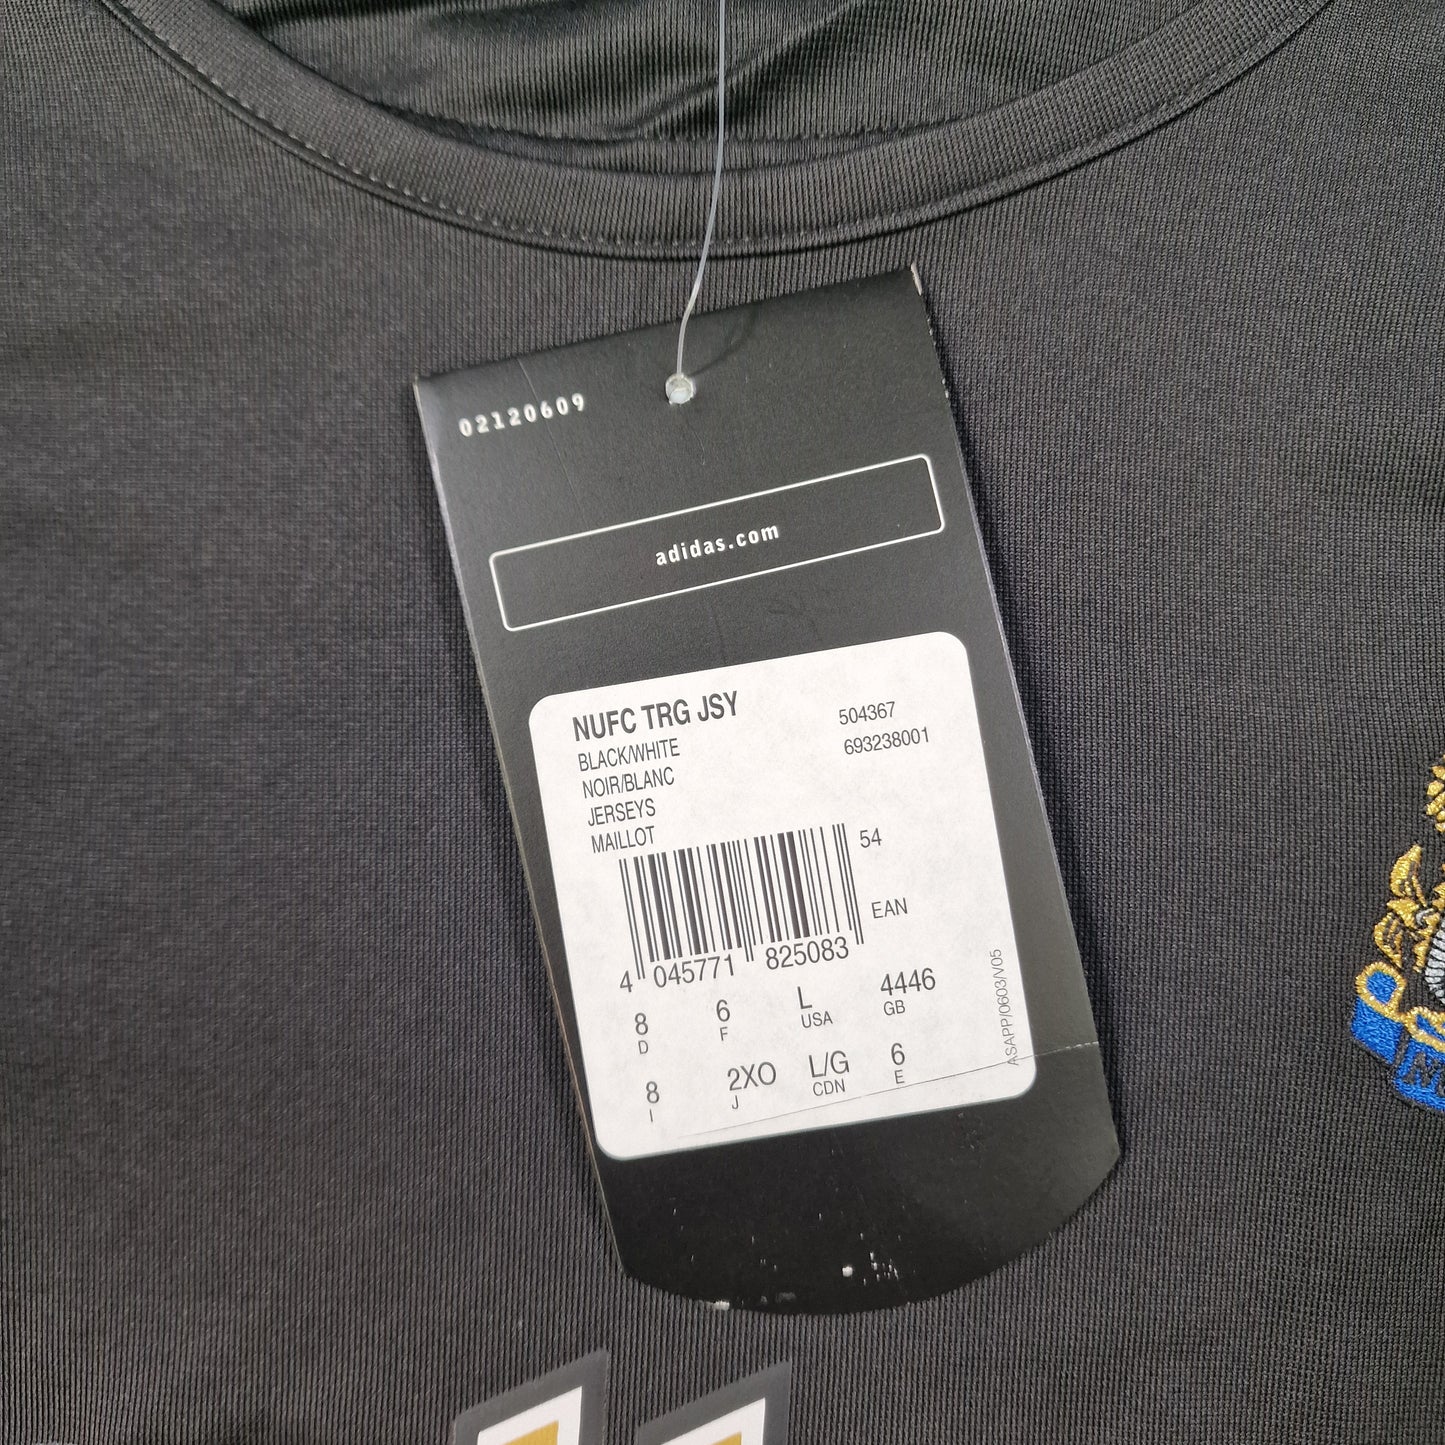 02120609
adidas.com
NUFC TRG JSY 504367
BLACK/WHITE 693238001
NOIR/BLANC
JERSEYS
MAILLOT
54
EAN
4 045771 825083
8 6 L 4446
D F USA GB
8 2XO L/G 6
I J CDN E
ASAPP/0603/V05